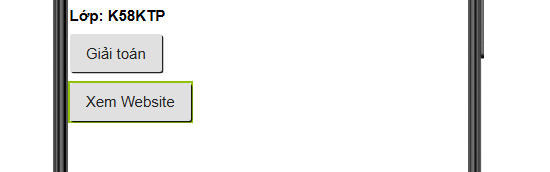 Lớp: K58KTP
Giải toán
Xem Website